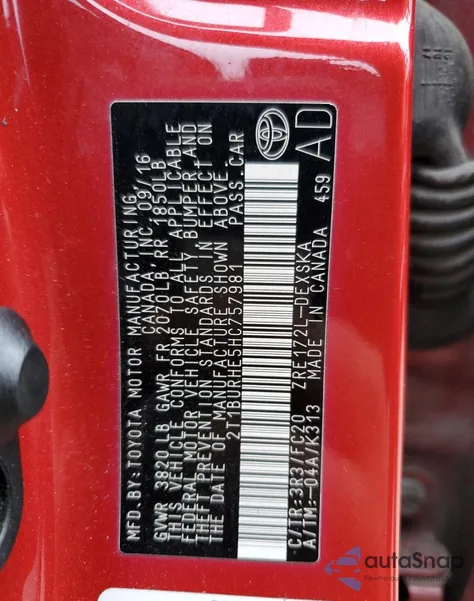 MFD. BY: TOYOTA MOTOR MANUFACTURING
CANADA, INC. 09/16
GVWR 3820 LB GAWR FR 2070LB, RR 1850LB
THIS VEHICLE CONFORMS TO ALL APPLICABLE
FEDERAL MOTOR VEHICLE SAFETY, BUMPER, AND
THEFT PREVENTION STANDARDS IN EFFECT ON
THE DATE OF MANUFACTURE SHOWN ABOVE.
2T1BURHE5HC757981 PASS. CAR
C/TR:3R3 /FC20 ZRE172L-DEXSKA
A/TM:-04A/K313 MADE IN CANADA 459
AD
autaSnap